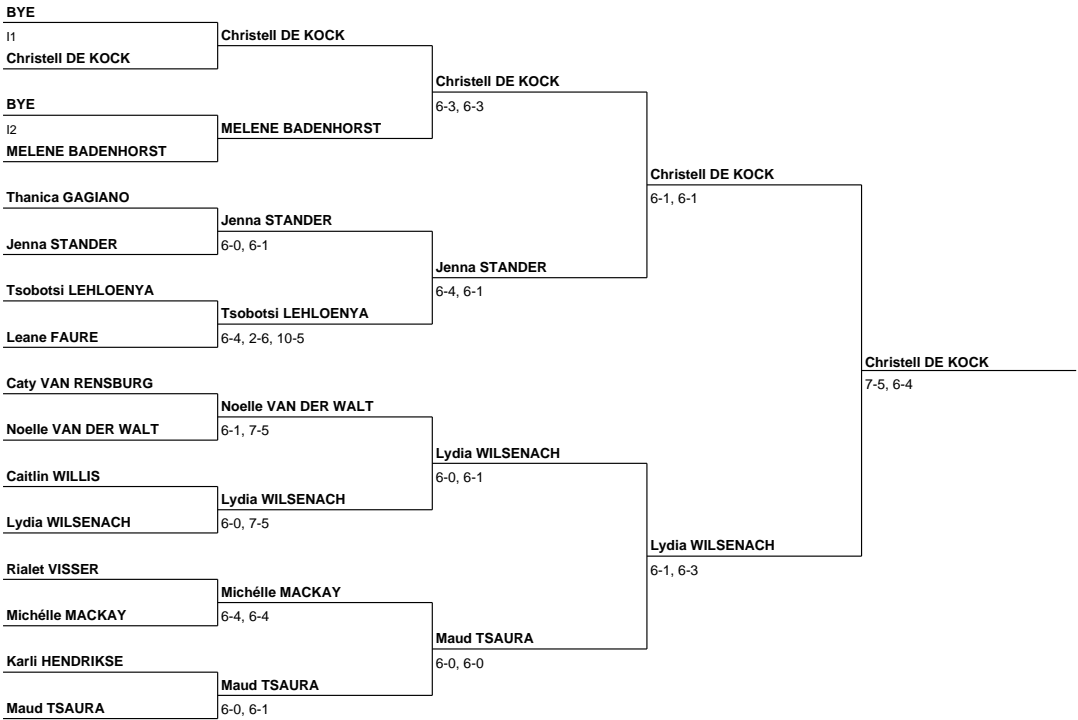 BYE
I1
Christell DE KOCK
BYE
I2
MELENE BADENHORST
Thanica GAGIANO
Jenna STANDER
Tsobotsi LEHLOENYA
Leane FAURE
Caty VAN RENSBURG
Noelle VAN DER WALT
Caitlin WILLIS
Lydia WILSENACH
Rialet VISSER
Michélle MACKAY
Karli HENDRIKSE
Maud TSAURA
Christell DE KOCK
MELENE BADENHORST
Jenna STANDER
6-0, 6-1
Tsobotsi LEHLOENYA
6-4, 2-6, 10-5
Noelle VAN DER WALT
6-1, 7-5
Lydia WILSENACH
6-0, 7-5
Michélle MACKAY
6-4, 6-4
Maud TSAURA
6-0, 6-1
Christell DE KOCK
6-3, 6-3
Jenna STANDER
6-4, 6-1
Lydia WILSENACH
6-0, 6-1
Maud TSAURA
6-0, 6-0
Christell DE KOCK
6-1, 6-1
Lydia WILSENACH
6-1, 6-3
Christell DE KOCK
7-5, 6-4